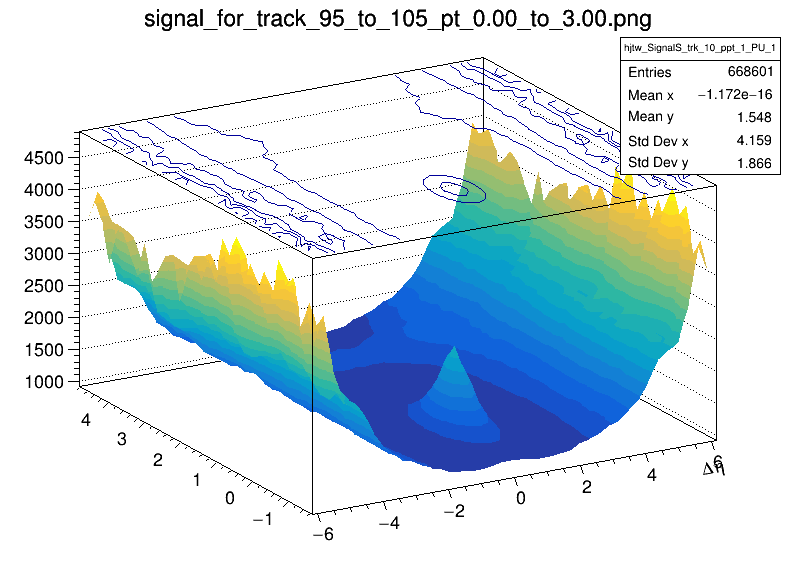 signal_for_track_95_to_105_pt_0.00_to_3.00.png
hjtw_SignalS_trk_10_ppt_1_PU_1
Entries 668601
Mean x −1.172e−16
Mean y 1.548
Std Dev x 4.159
Std Dev y 1.866
4500
4000
3500
3000
2500
2000
1500
1000
4
3
2
1
0
−1
−6
−4
−2
0
2
4
6
Δη